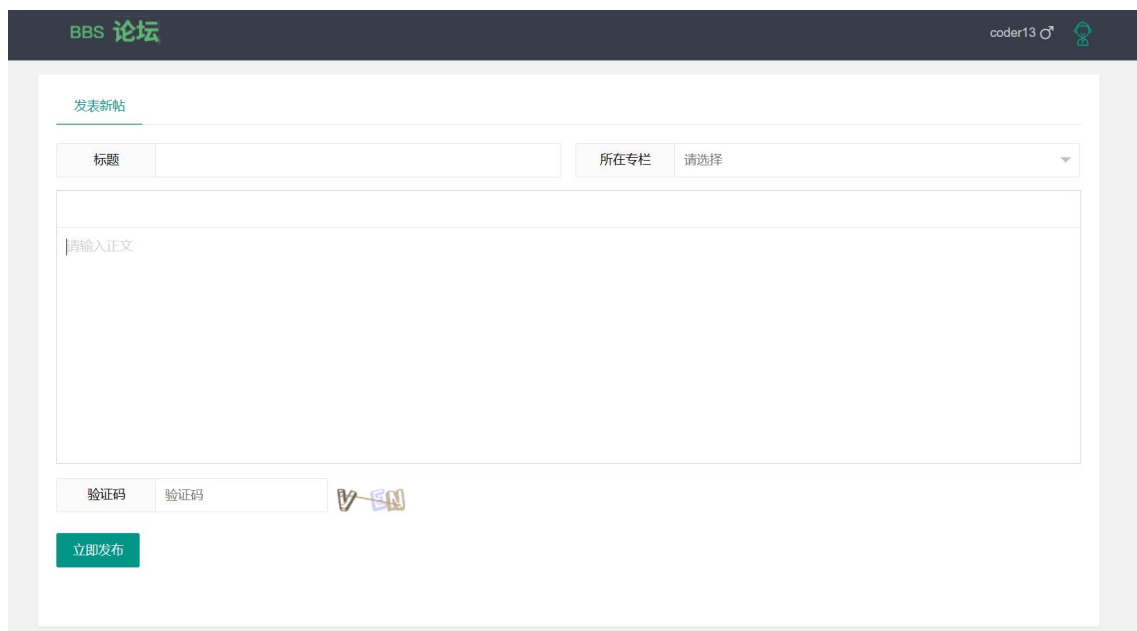 BBS 论坛
coder13
发表新帖
标题
所在专栏 请选择
请输入正文
验证码 验证码
立即发布